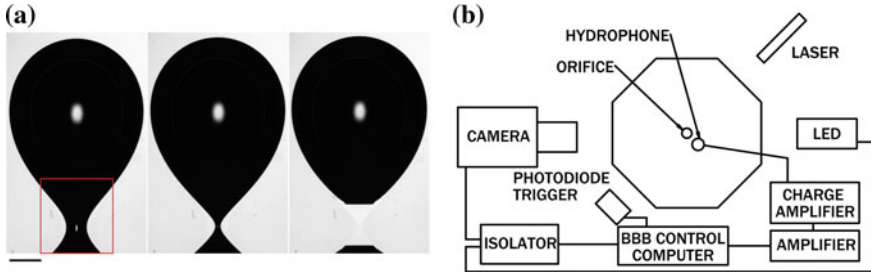 (a)
(b)
HYDROPHONE
ORIFICE
LASER
CAMERA
LED
PHOTODIODE
TRIGGER
CHARGE
AMPLIFIER
ISOLATOR
BBB CONTROL
COMPUTER
AMPLIFIER